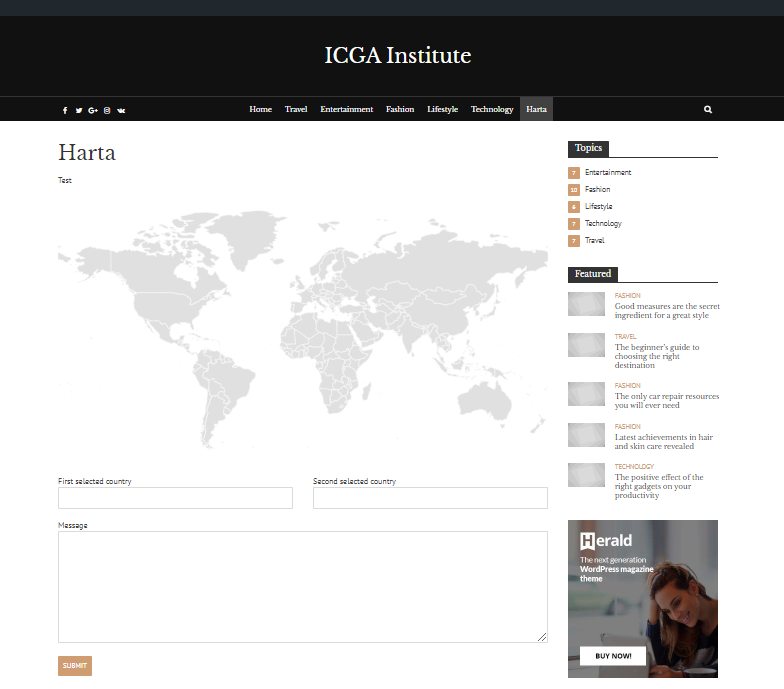 ICGA Institute
Home Travel Entertainment Fashion Lifestyle Technology Harta
Harta
Test
First selected country
Second selected country
Message
SUBMIT
Topics
7 Entertainment
10 Fashion
6 Lifestyle
7 Technology
7 Travel
Featured
FASHION
Good measures are the secret
ingredient for a great style
TRAVEL
The beginner's guide to
choosing the right
destination
FASHION
The only car repair resources
you will ever need
FASHION
Latest achievements in hair
and skin care revealed
TECHNOLOGY
The positive effect of the
right gadgets on your
productivity
Herald
The next generation
WordPress magazine
theme
BUY NOW!